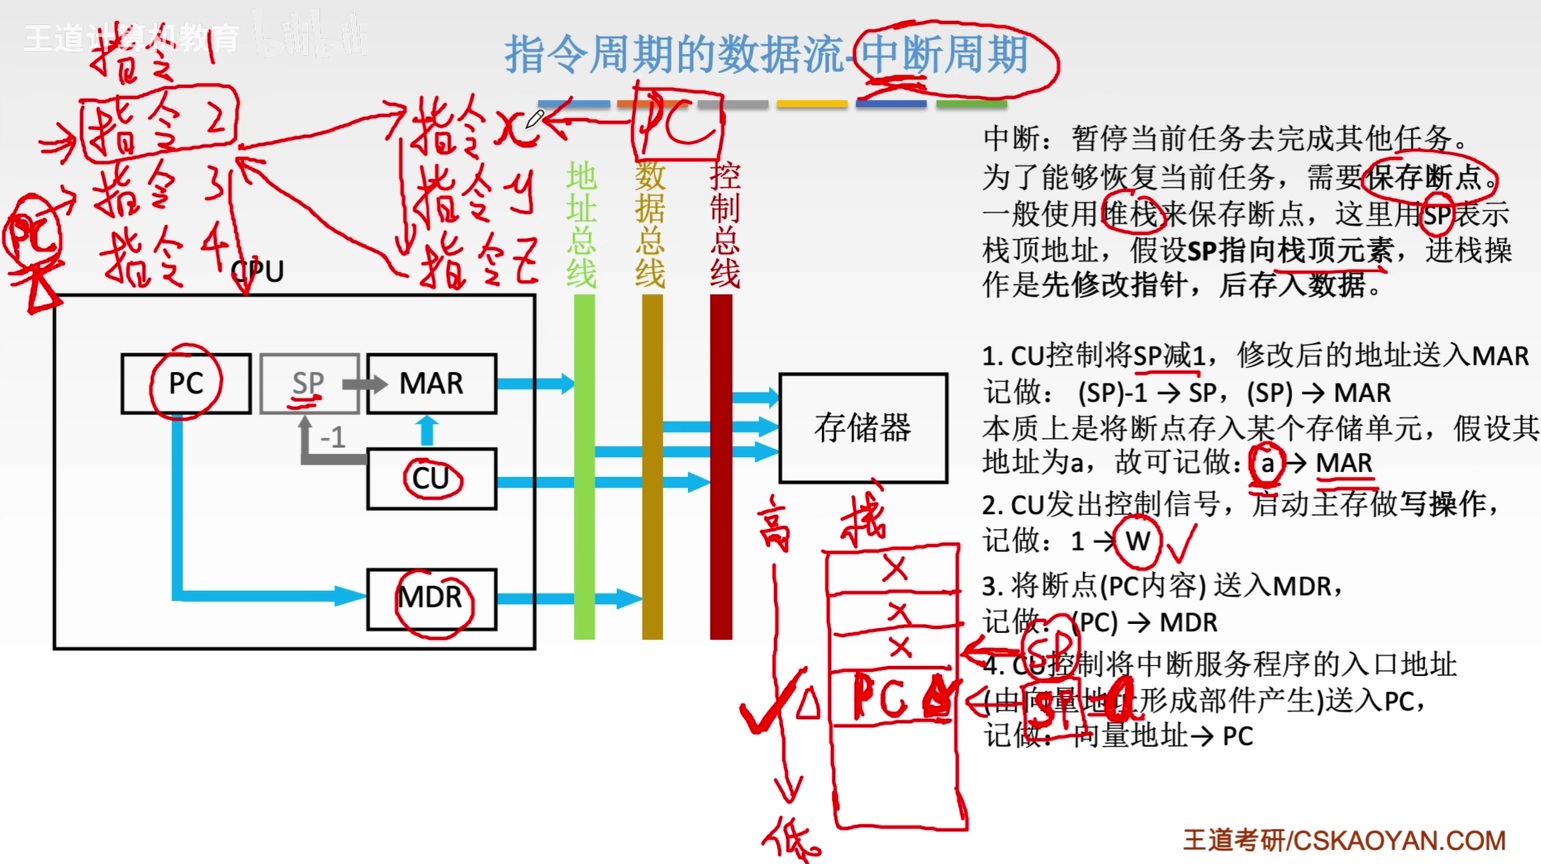 王道计算机教育 bilibili
指令周期的数据流-中断周期
指令 1
指令 2
指令 3
指令 4
指令 x
指令 y
指令 z
PC
PC
地址总线
数据总线
控制总线
CPU
PC
SP
MAR
-1
CU
MDR
存储器
中断：暂停当前任务去完成其他任务。
为了能够恢复当前任务，需要保存断点。
一般使用堆栈来保存断点，这里用SP表示
栈顶地址，假设SP指向栈顶元素，进栈操
作是先修改指针，后存入数据。
1. CU控制将SP减1，修改后的地址送入MAR
记做： (SP)-1 → SP，(SP) → MAR
本质上是将断点存入某个存储单元，假设其
地址为a，故可记做：a → MAR
2. CU发出控制信号，启动主存做写操作，
记做：1 → W
3. 将断点(PC内容) 送入MDR，
记做：(PC) → MDR
4. CU控制将中断服务程序的入口地址
(由向量地址形成部件产生)送入PC，
记做：向量地址→ PC
高
栈
×
×
×
SP
PC
SP
a
低
王道考研/CSKAOYAN.COM